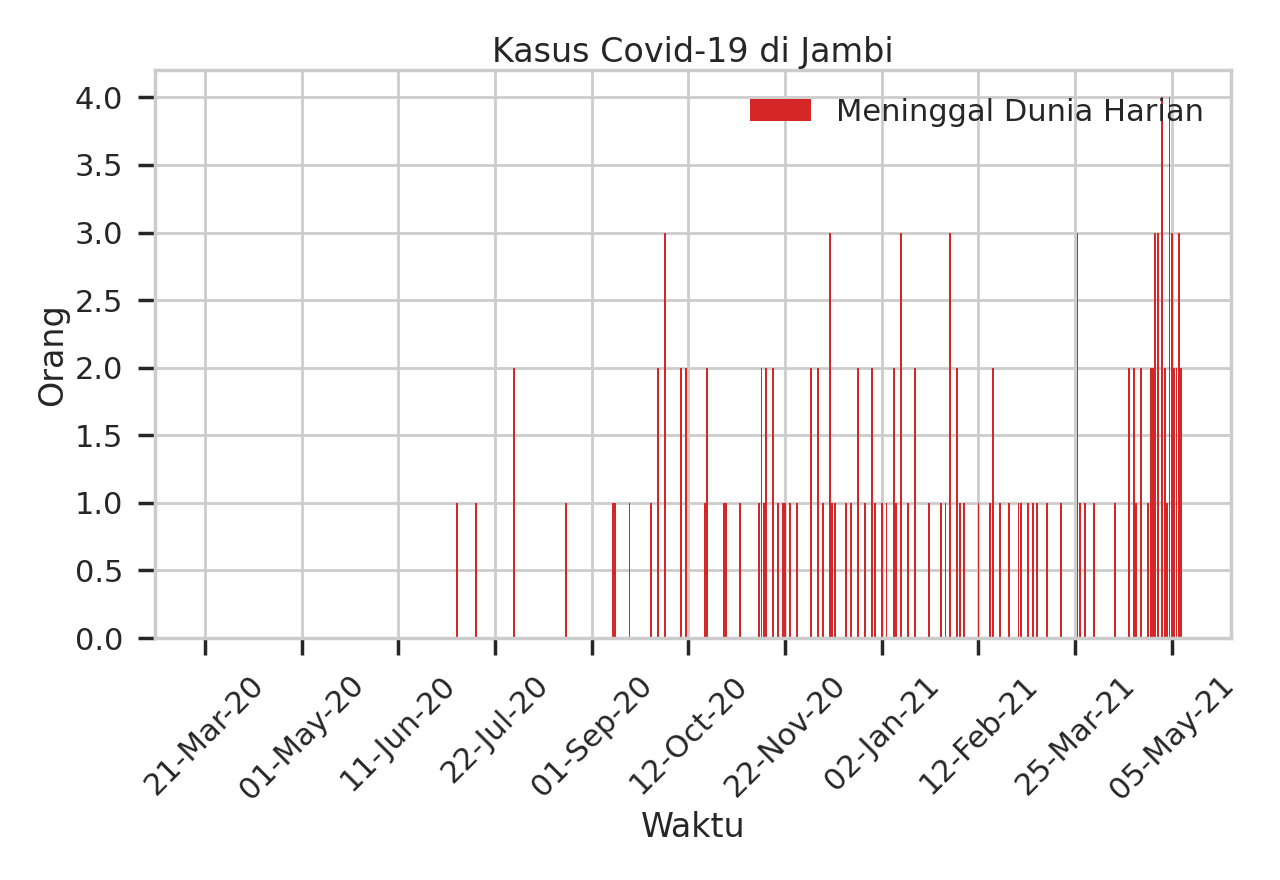 Kasus Covid-19 di Jambi
Meninggal Dunia Harian
Orang
4.0
3.5
3.0
2.5
2.0
1.5
1.0
0.5
0.0
21-Mar-20
01-May-20
11-Jun-20
22-Jul-20
01-Sep-20
12-Oct-20
22-Nov-20
02-Jan-21
12-Feb-21
25-Mar-21
05-May-21
Waktu